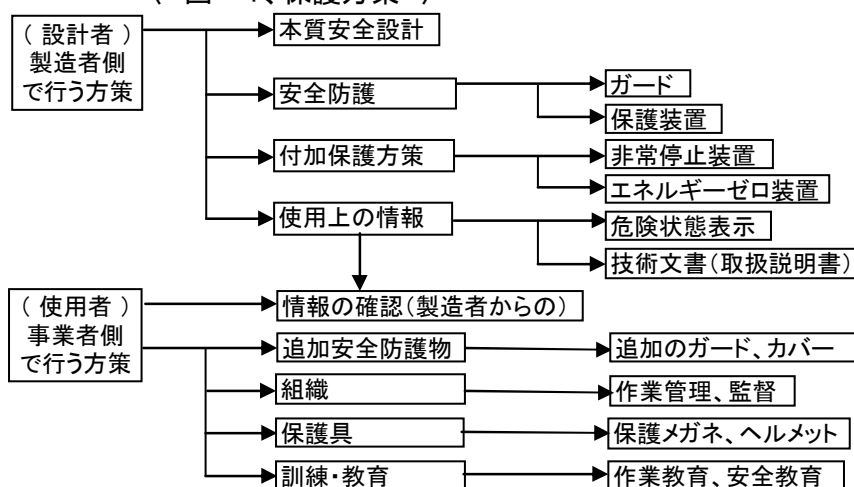 (設計者)
製造者側
で行う方策
本質安全設計
安全防護
ガード
保護装置
付加保護方策
非常停止装置
エネルギーゼロ装置
使用上の情報
危険状態表示
技術文書(取扱説明書)
(使用者)
事業者側
で行う方策
情報の確認(製造者からの)
追加安全防護物
追加のガード、カバー
組織
作業管理、監督
保護具
保護メガネ、ヘルメット
訓練・教育
作業教育、安全教育